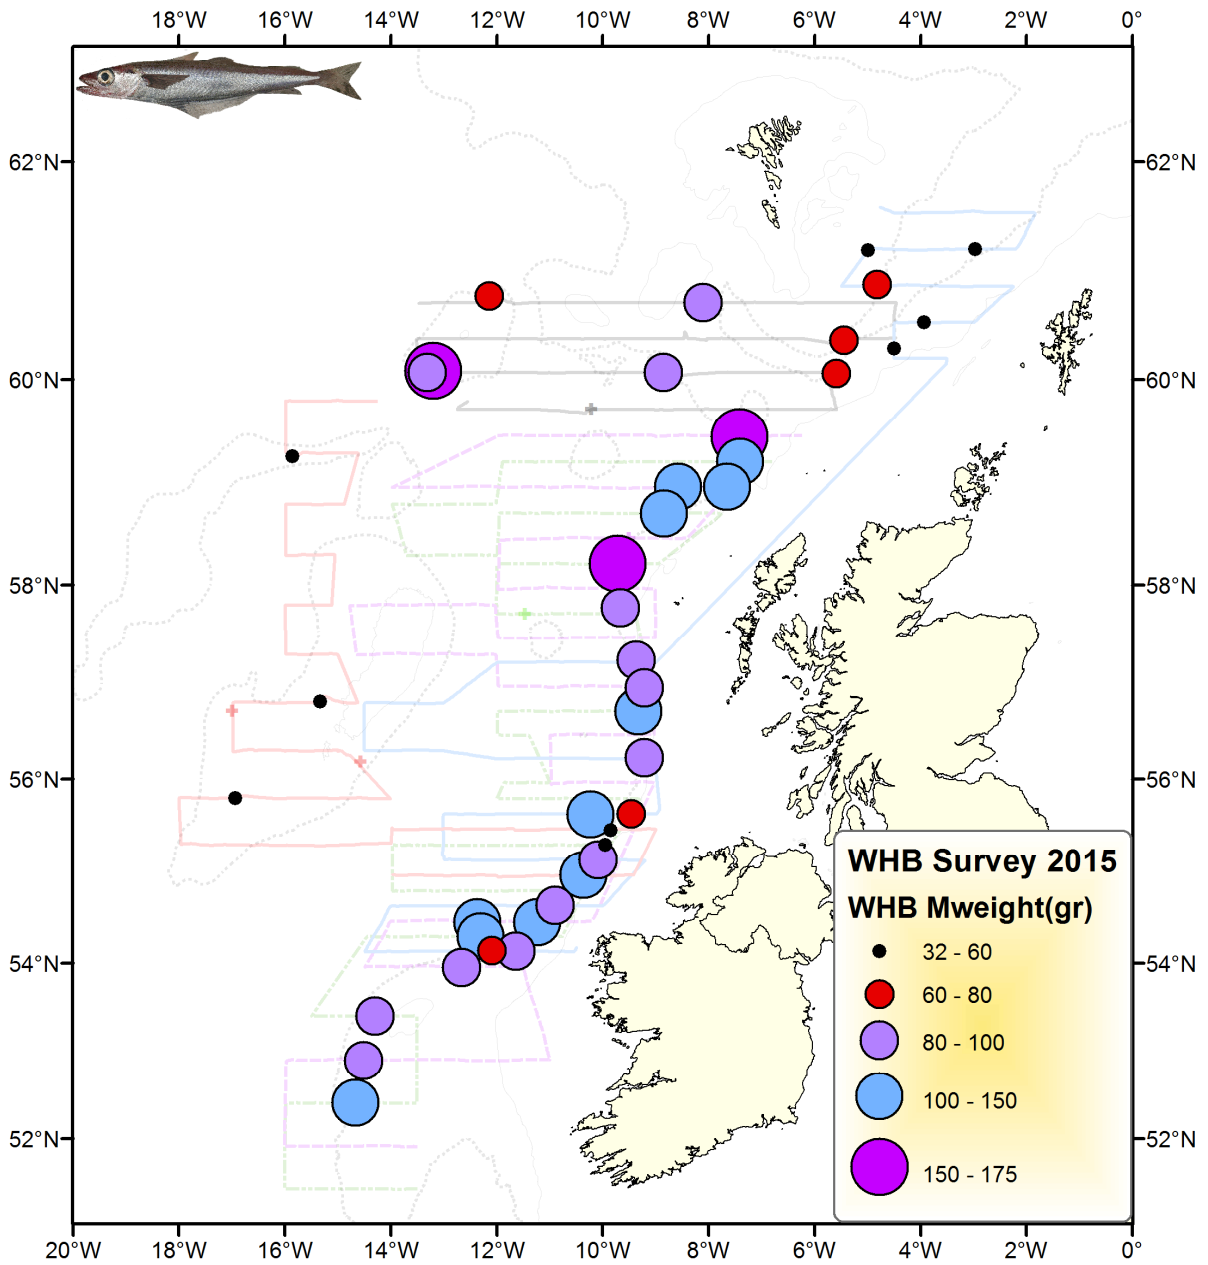 18°W 16°W 14°W 12°W 10°W 8°W 6°W 4°W 2°W 0°
62°N 62°N
60°N 60°N
58°N 58°N
56°N 56°N
WHB Survey 2015
WHB Mweight(gr)
32 - 60
54°N 54°N
60 - 80
80 - 100
100 - 150
52°N 52°N
150 - 175
20°W 18°W 16°W 14°W 12°W 10°W 8°W 6°W 4°W 2°W 0°